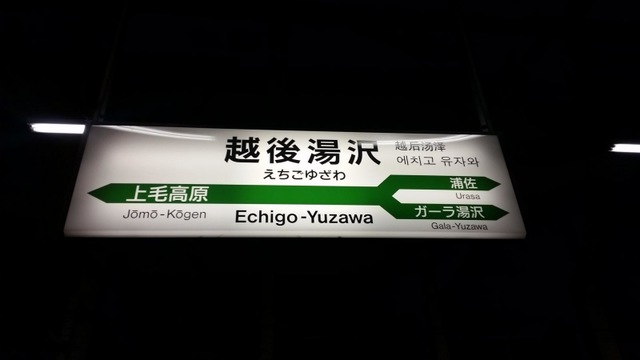 越後湯沢
越后汤泽
えちごゆざわ
에치고 유자와
上毛高原
Jōmō-Kōgen
Echigo-Yuzawa
浦佐
Urasa
ガーラ湯沢
Gala-Yuzawa